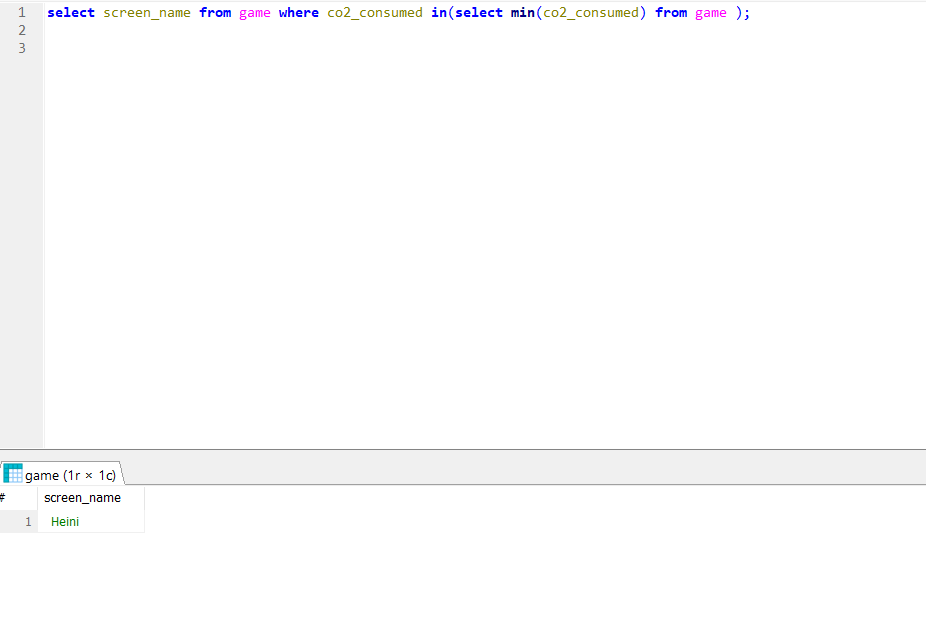 1 select screen_name from game where co2_consumed in(select min(co2_consumed) from game );
2
3
game (1r × 1c)
# screen_name
1 Heini